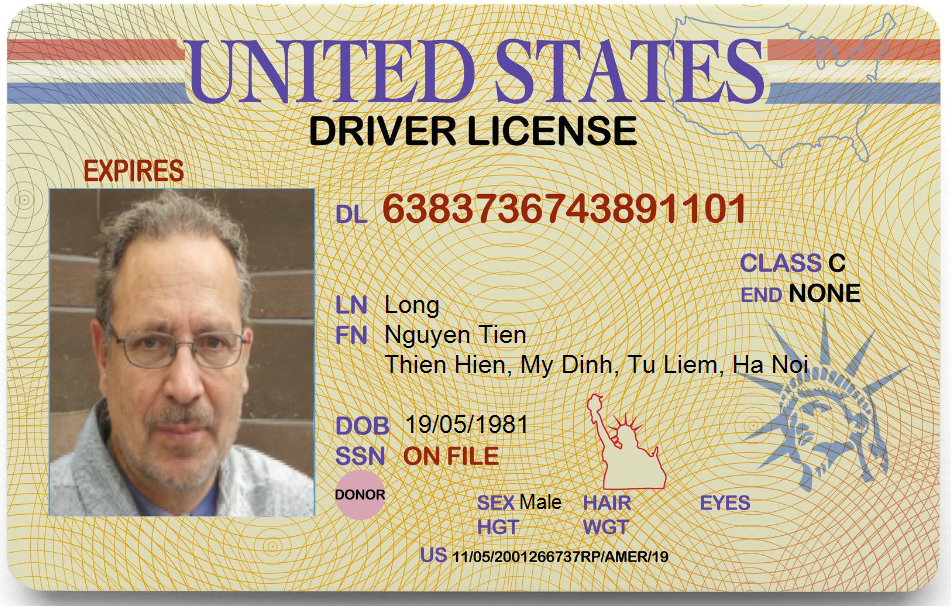 UNITED STATES
DRIVER LICENSE
EXPIRES
DL 6383736743891101
CLASS C
END NONE
LN Long
FN Nguyen Tien
Thien Hien, My Dinh, Tu Liem, Ha Noi
DOB 19/05/1981
SSN ON FILE
DONOR
SEX Male HAIR EYES
HGT WGT
US 11/05/2001266737RP/AMER/19